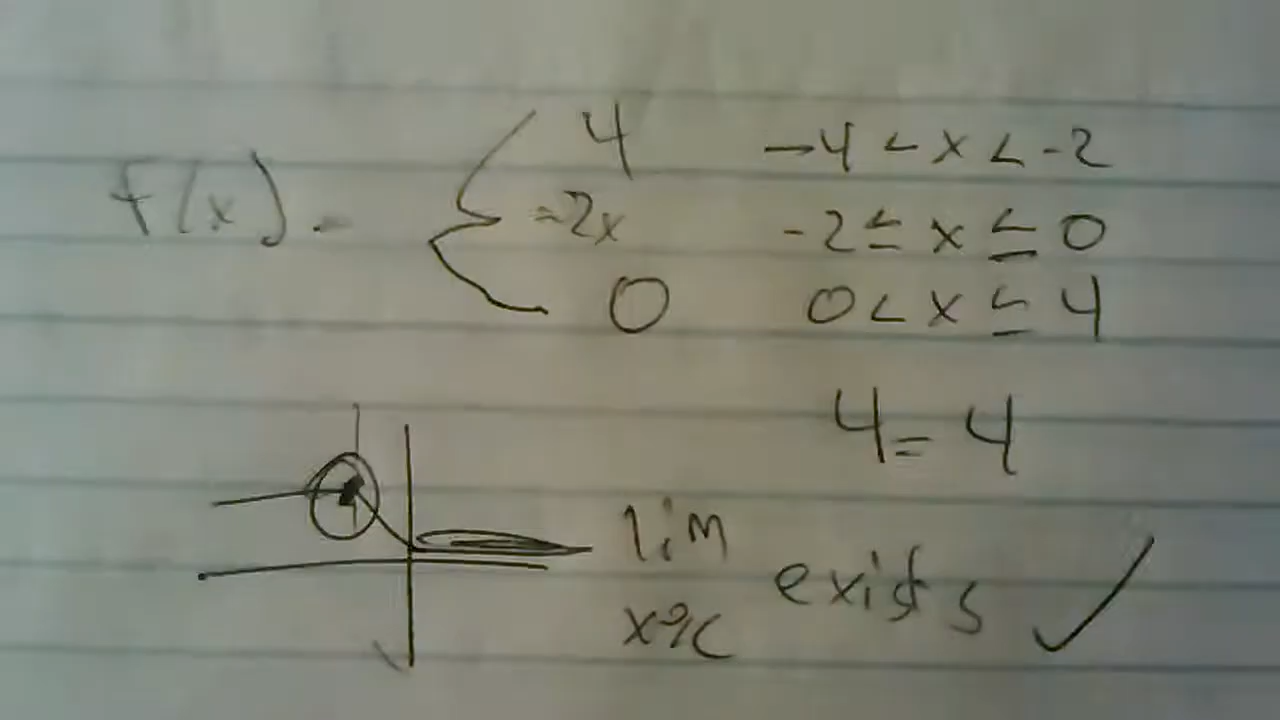 f(x) = { 4 -4 < x < -2
-2x -2 ≤ x ≤ 0
0 0 < x ≤ 4
4 = 4
lim exists ✓
x→c